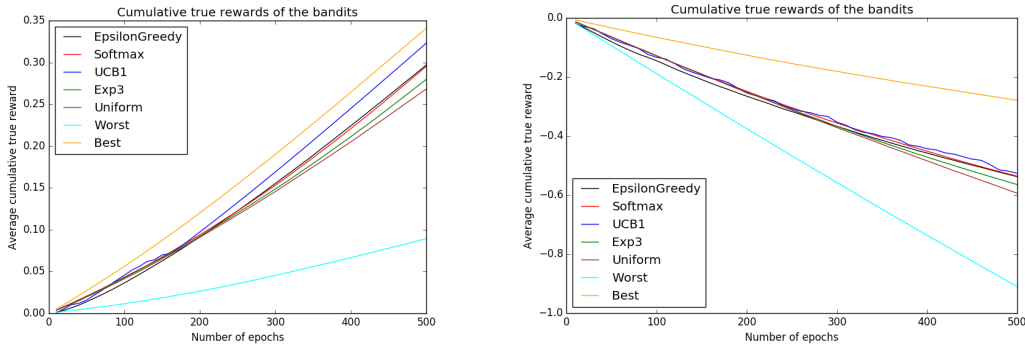 Cumulative true rewards of the bandits
0.35
0.30
0.25
0.20
0.15
0.10
0.05
0.00
Average cumulative true reward
EpsilonGreedy
Softmax
UCB1
Exp3
Uniform
Worst
Best
0 100 200 300 400 500
Number of epochs
Cumulative true rewards of the bandits
0.0
−0.2
−0.4
−0.6
−0.8
−1.0
Average cumulative true reward
EpsilonGreedy
Softmax
UCB1
Exp3
Uniform
Worst
Best
0 100 200 300 400 500
Number of epochs